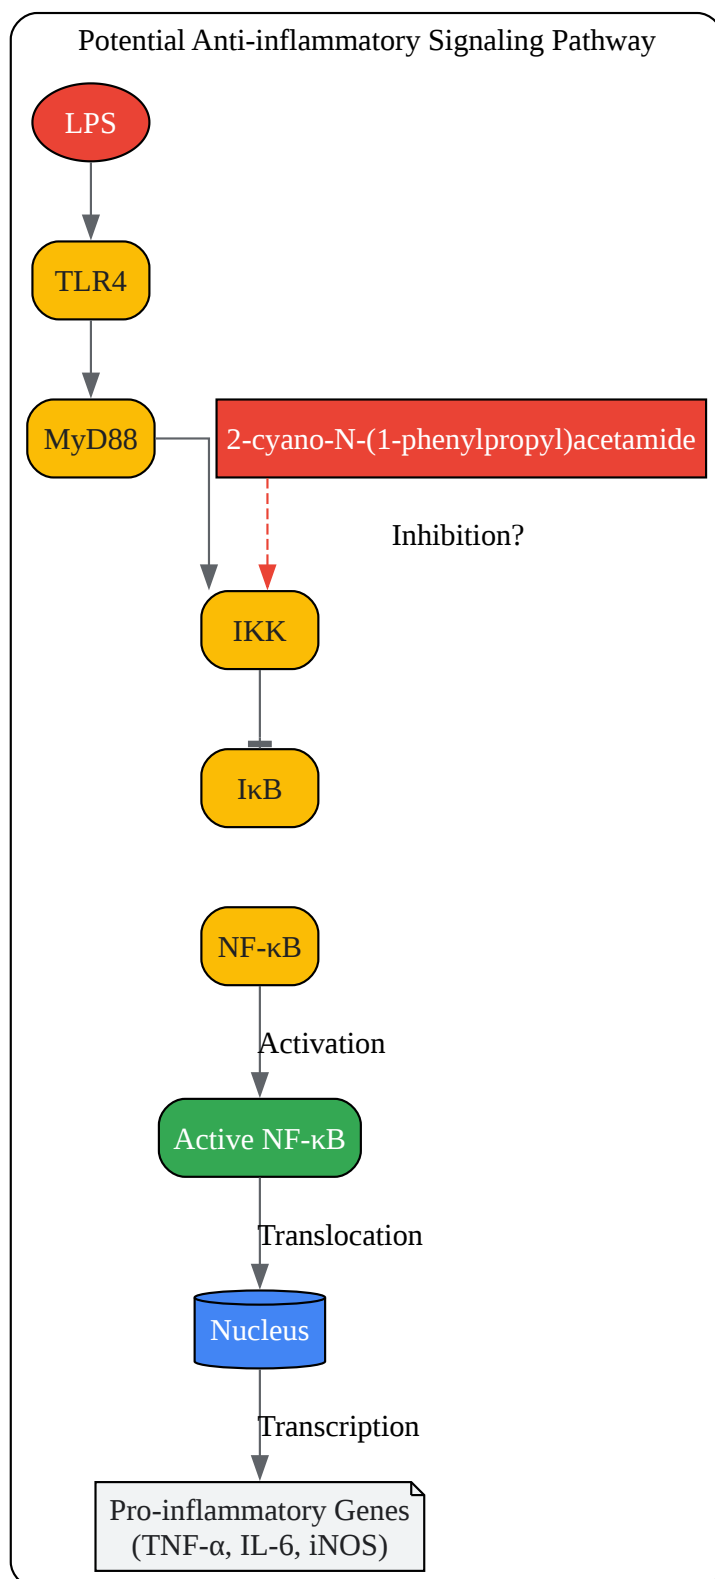 Potential Anti-inflammatory Signaling Pathway
LPS
TLR4
MyD88
2-cyano-N-(1-phenylpropyl)acetamide
Inhibition?
IKK
IκB
NF-κB
Activation
Active NF-κB
Translocation
Nucleus
Transcription
Pro-inflammatory Genes
(TNF-α, IL-6, iNOS)